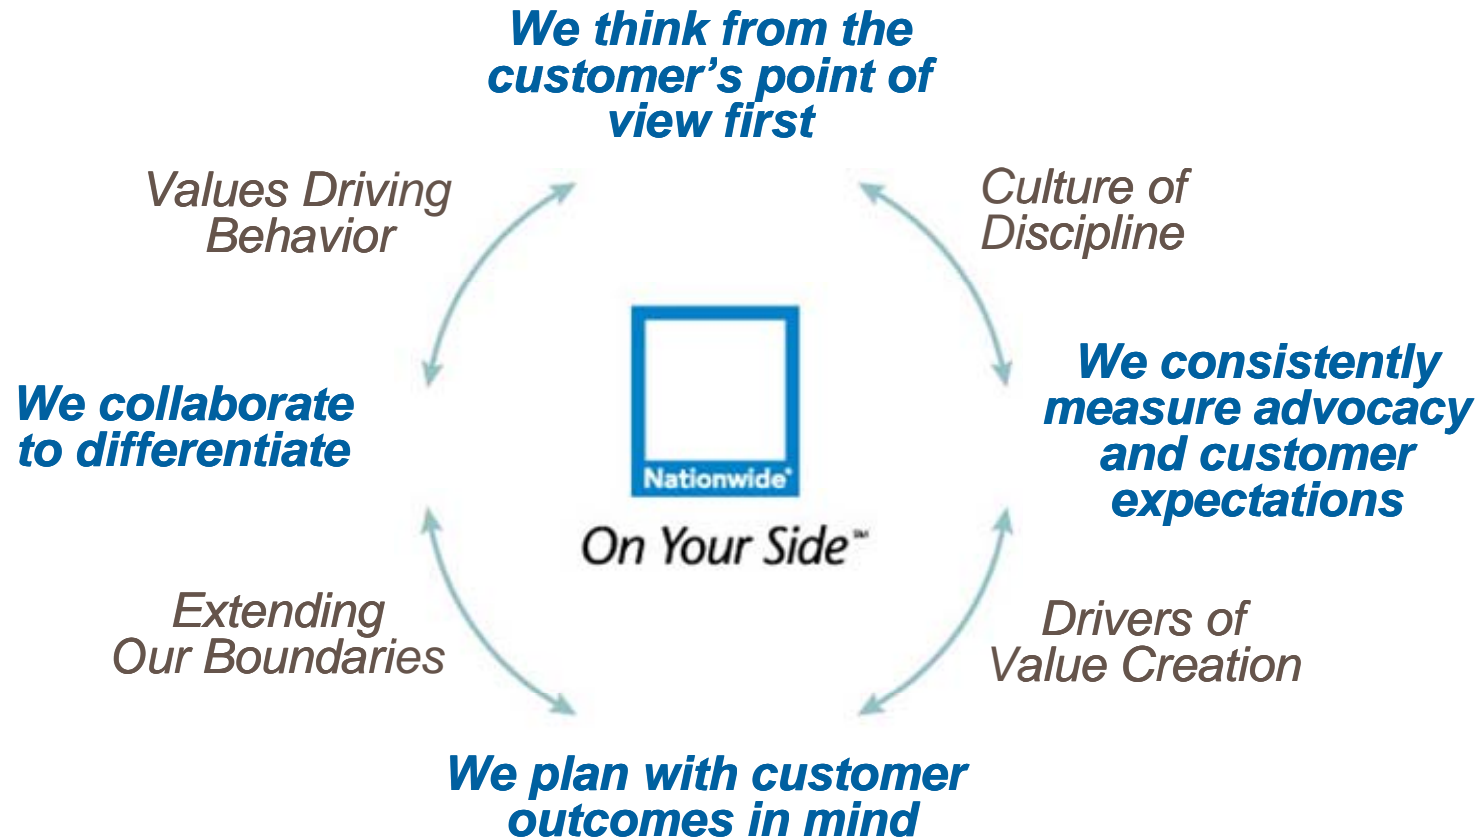 We think from the
customer’s point of
view first
Values Driving
Behavior
Culture of
Discipline
We collaborate
to differentiate
We consistently
measure advocacy
and customer
expectations
Nationwide®
On Your Side℠
Extending
Our Boundaries
Drivers of
Value Creation
We plan with customer
outcomes in mind